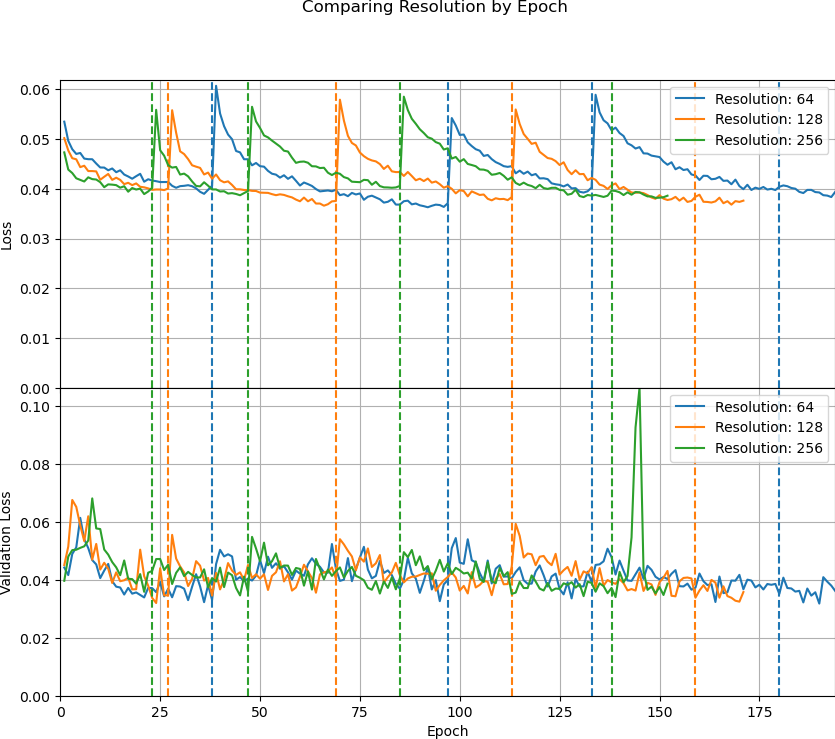 Comparing Resolution by Epoch
0.06
0.05
0.04
0.03
0.02
0.01
0.00
Loss
Resolution: 64
Resolution: 128
Resolution: 256
0.10
0.08
0.06
0.04
0.02
0.00
Validation Loss
Resolution: 64
Resolution: 128
Resolution: 256
0 25 50 75 100 125 150 175
Epoch